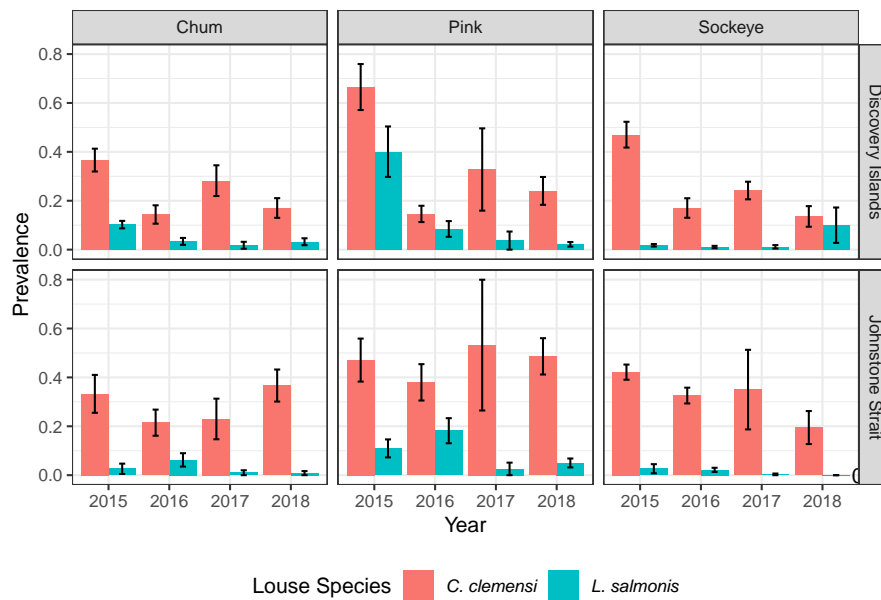 Chum Pink Sockeye
Prevalence
0.8
0.6
0.4
0.2
0.0
Discovery Islands
0.8
0.6
0.4
0.2
0.0
Johnstone Strait
2015 2016 2017 2018 2015 2016 2017 2018 2015 2016 2017 2018
Year
Louse Species C. clemensi L. salmonis